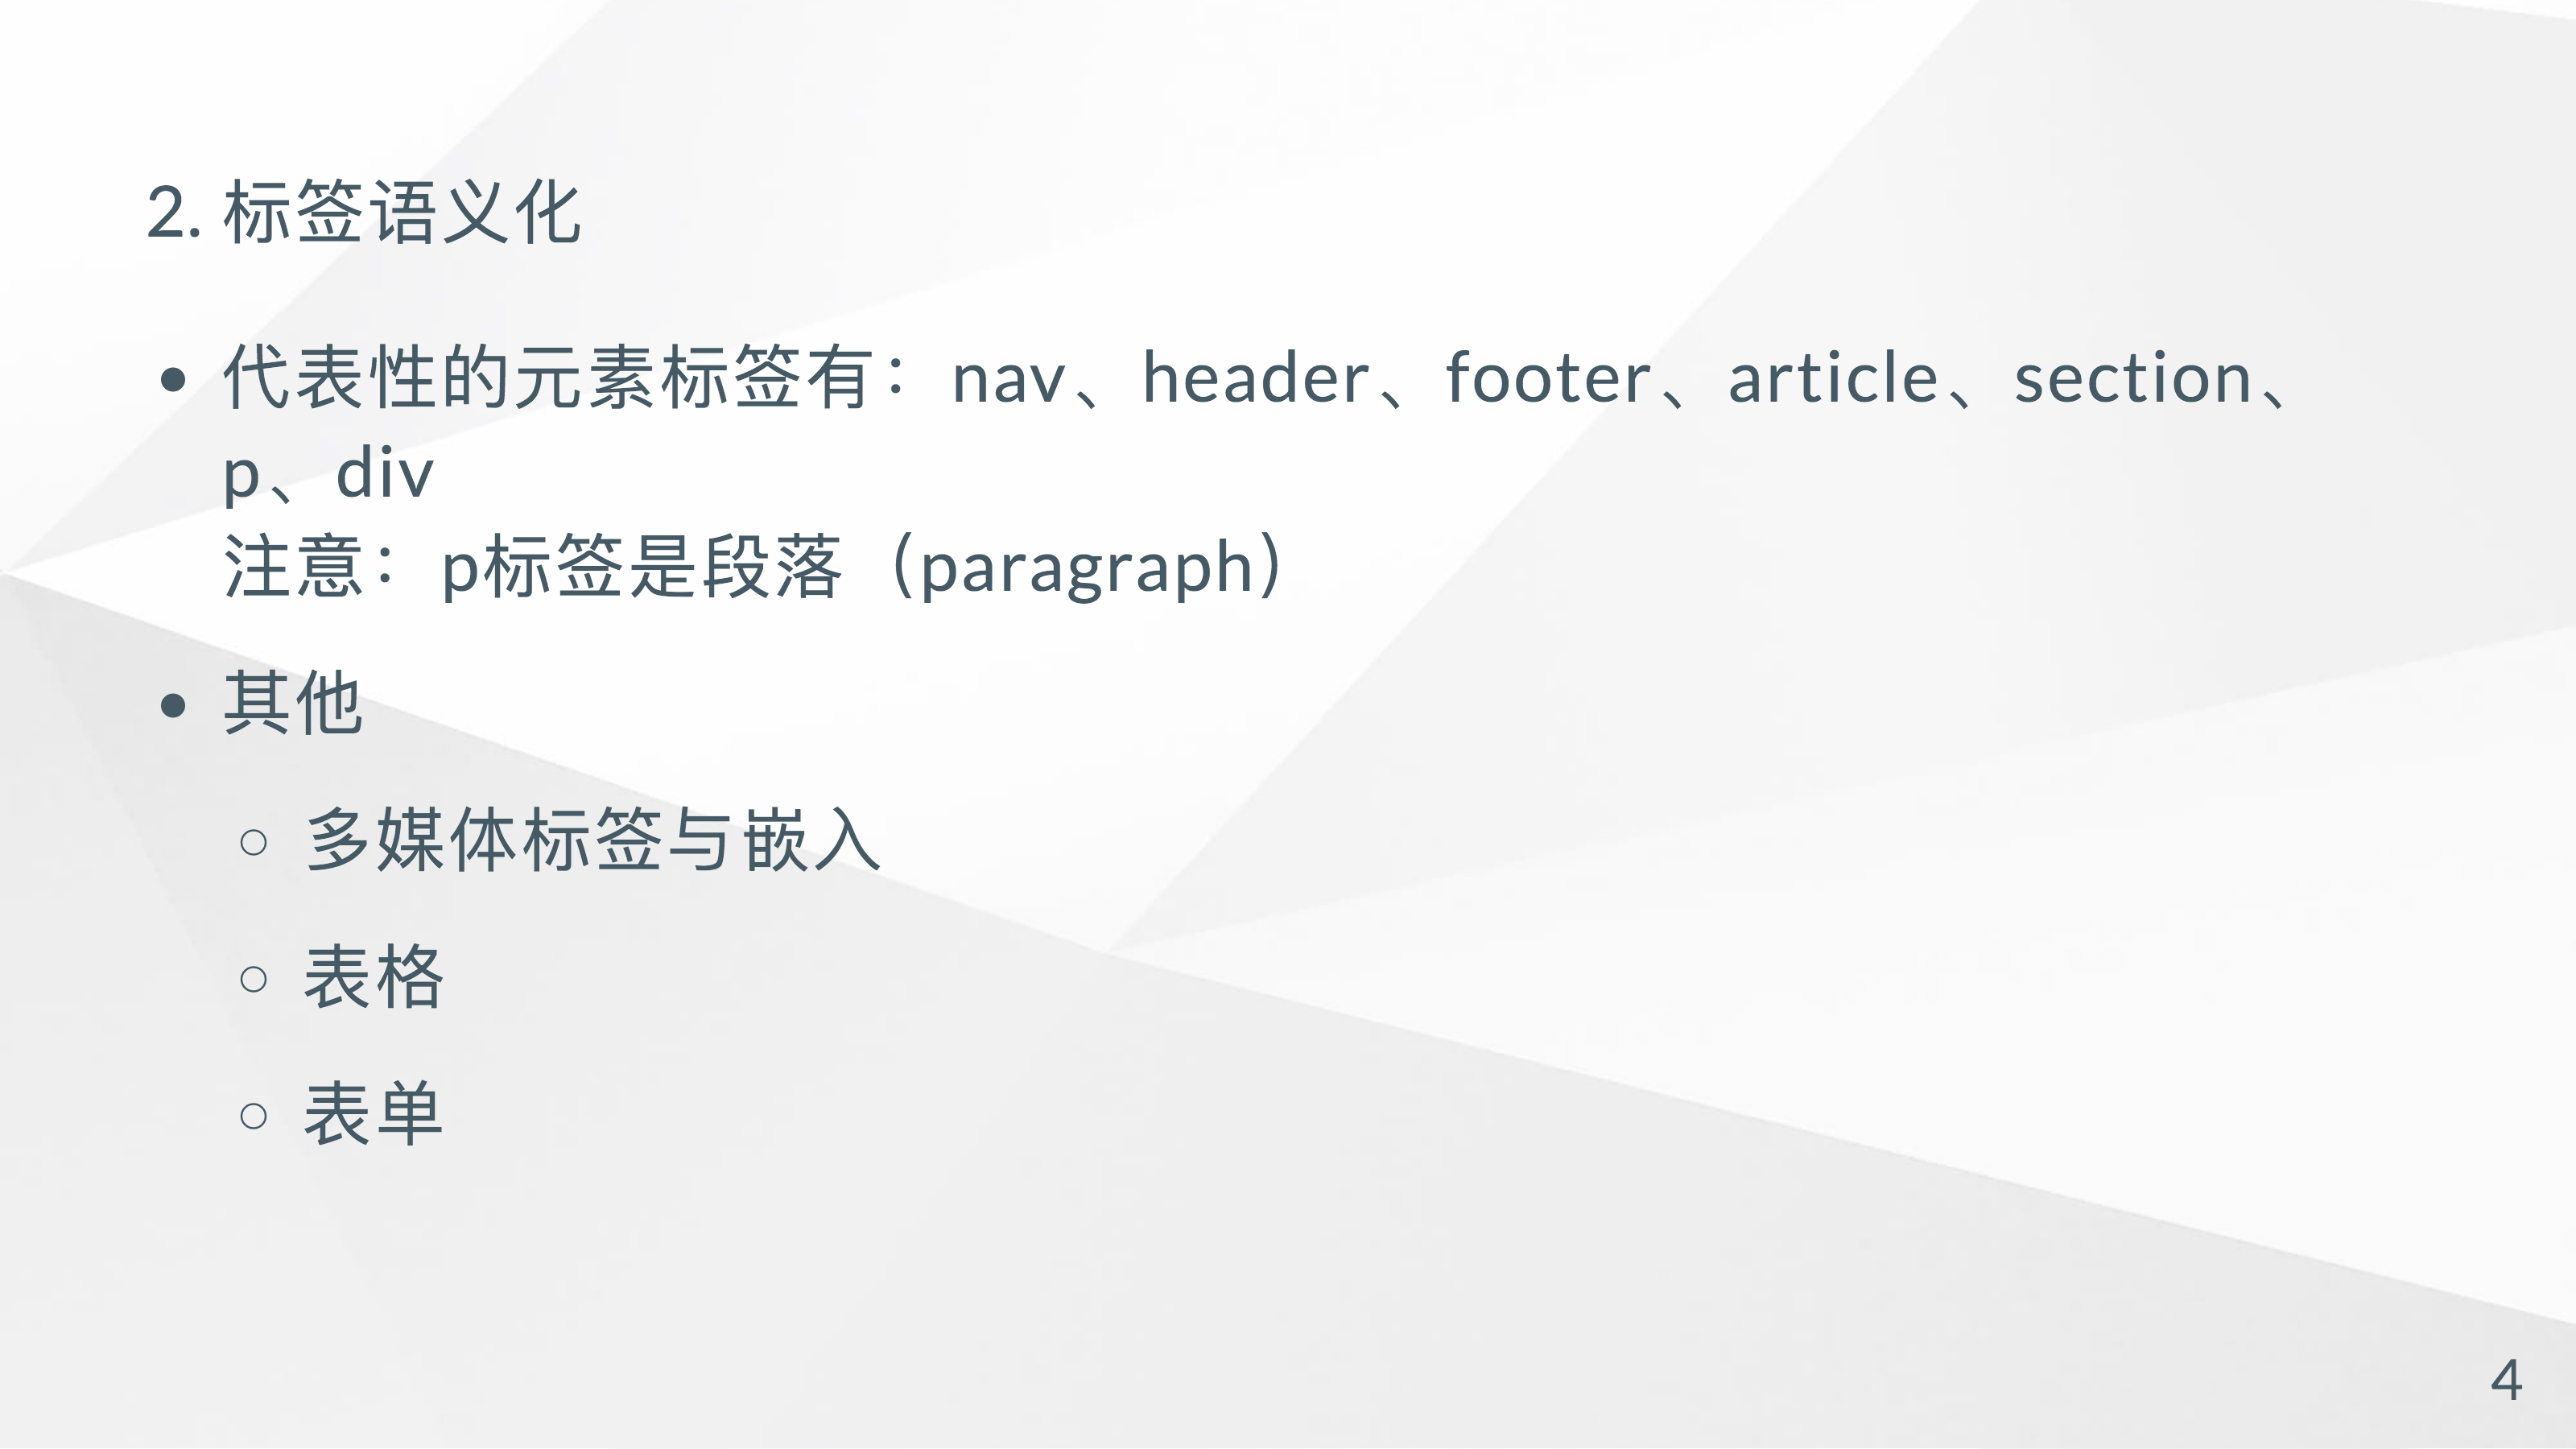 2. 标签语义化
• 代表性的元素标签有：nav、header、footer、article、section、
p、div
注意：p标签是段落（paragraph）
• 其他
○ 多媒体标签与嵌入
○ 表格
○ 表单
4